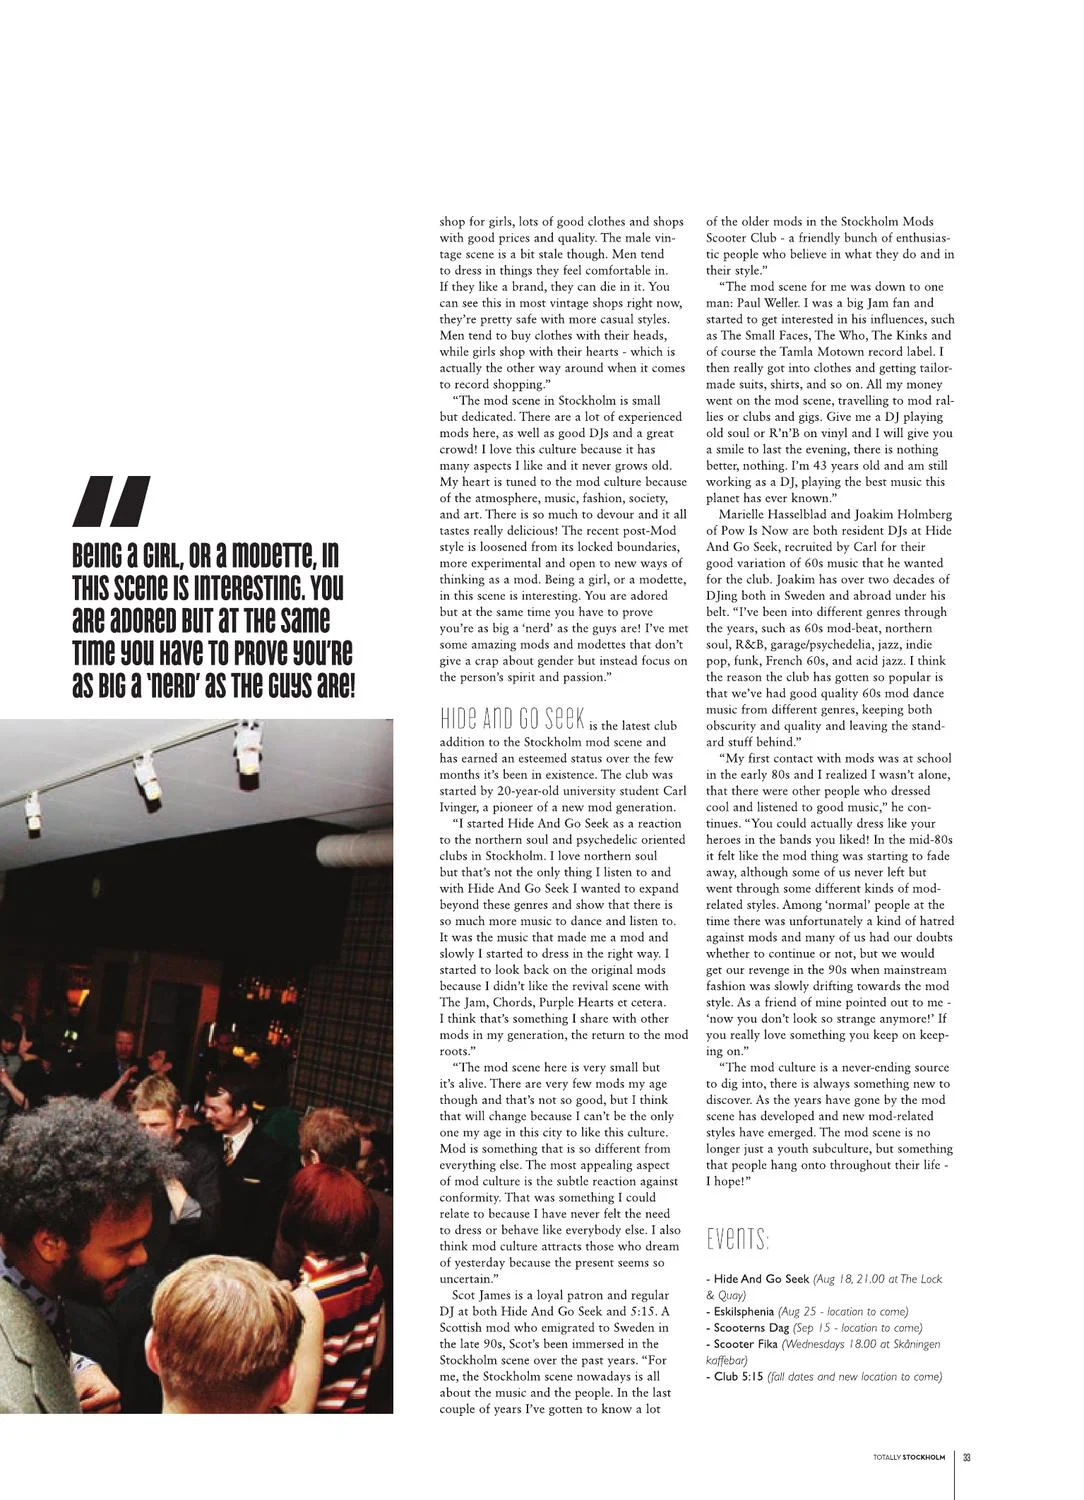 shop for girls, lots of good clothes and shops
with good prices and quality. The male vin-
tage scene is a bit stale though. Men tend
to dress in things they feel comfortable in.
If they like a brand, they can die in it. You
can see this in most vintage shops right now,
they're pretty safe with more casual styles.
Men tend to buy clothes with their heads,
while girls shop with their hearts - which is
actually the other way around when it comes
to record shopping."
"The mod scene in Stockholm is small
but dedicated. There are a lot of experienced
mods here, as well as good DJs and a great
crowd! I love this culture because it has
many aspects I like and it never grows old.
My heart is tuned to the mod culture because
of the atmosphere, music, fashion, society,
and art. There is so much to devour and it all
tastes really delicious! The recent post-Mod
style is loosened from its locked boundaries,
more experimental and open to new ways of
thinking as a mod. Being a girl, or a modette,
in this scene is interesting. You are adored
but at the same time you have to prove
you're as big a 'nerd' as the guys are! I've met
some amazing mods and modettes that don't
give a crap about gender but instead focus on
the person's spirit and passion."
HIDE AND GO SEEK is the latest club
addition to the Stockholm mod scene and
has earned an esteemed status over the few
months it's been in existence. The club was
started by 20-year-old university student Carl
Ivinger, a pioneer of a new mod generation.
"I started Hide And Go Seek as a reaction
to the northern soul and psychedelic oriented
clubs in Stockholm. I love northern soul
but that's not the only thing I listen to and
with Hide And Go Seek I wanted to expand
beyond these genres and show that there is
so much more music to dance and listen to.
It was the music that made me a mod and
slowly I started to dress in the right way. I
started to look back on the original mods
because I didn't like the revival scene with
The Jam, Chords, Purple Hearts et cetera.
I think that's something I share with other
mods in my generation, the return to the mod
roots."
"The mod scene here is very small but
it's alive. There are very few mods my age
though and that's not so good, but I think
that will change because I can't be the only
one my age in this city to like this culture.
Mod is something that is so different from
everything else. The most appealing aspect
of mod culture is the subtle reaction against
conformity. That was something I could
relate to because I have never felt the need
to dress or behave like everybody else. I also
think mod culture attracts those who dream
of yesterday because the present seems so
uncertain."
Scot James is a loyal patron and regular
DJ at both Hide And Go Seek and 5:15. A
Scottish mod who emigrated to Sweden in
the late 90s, Scot's been immersed in the
Stockholm scene over the past years. "For
me, the Stockholm scene nowadays is all
about the music and the people. In the last
couple of years I've gotten to know a lot
of the older mods in the Stockholm Mods
Scooter Club - a friendly bunch of enthusias-
tic people who believe in what they do and in
their style."
"The mod scene for me was down to one
man: Paul Weller. I was a big Jam fan and
started to get interested in his influences, such
as The Small Faces, The Who, The Kinks and
of course the Tamla Motown record label. I
then really got into clothes and getting tailor-
made suits, shirts, and so on. All my money
went on the mod scene, travelling to mod ral-
lies or clubs and gigs. Give me a DJ playing
old soul or R'n'B on vinyl and I will give you
a smile to last the evening, there is nothing
better, nothing. I'm 43 years old and am still
working as a DJ, playing the best music this
planet has ever known."
Marielle Hasselblad and Joakim Holmberg
of Pow Is Now are both resident DJs at Hide
And Go Seek, recruited by Carl for their
good variation of 60s music that he wanted
for the club. Joakim has over two decades of
DJing both in Sweden and abroad under his
belt. "I've been into different genres through
the years, such as 60s mod-beat, northern
soul, R&B, garage/psychedelia, jazz, indie
pop, funk, French 60s, and acid jazz. I think
the reason the club has gotten so popular is
that we've had good quality 60s mod dance
music from different genres, keeping both
obscurity and quality and leaving the stand-
ard stuff behind."
"My first contact with mods was at school
in the early 80s and I realized I wasn't alone,
that there were other people who dressed
cool and listened to good music," he con-
tinues. "You could actually dress like your
heroes in the bands you liked! In the mid-80s
it felt like the mod thing was starting to fade
away, although some of us never left but
went through some different kinds of mod-
related styles. Among 'normal' people at the
time there was unfortunately a kind of hatred
against mods and many of us had our doubts
whether to continue or not, but we would
get our revenge in the 90s when mainstream
fashion was slowly drifting towards the mod
style. As a friend of mine pointed out to me -
'now you don't look so strange anymore!' If
you really love something you keep on keep-
ing on."
"The mod culture is a never-ending source
to dig into, there is always something new to
discover. As the years have gone by the mod
scene has developed and new mod-related
styles have emerged. The mod scene is no
longer just a youth subculture, but something
that people hang onto throughout their life -
I hope!"
EVENTS:
- Hide And Go Seek (Aug 18, 21.00 at The Lock
& Quay)
- Eskilsphenia (Aug 25 - location to come)
- Scooterns Dag (Sep 15 - location to come)
- Scooter Fika (Wednesdays 18.00 at Skåningen
kaffebar)
- Club 5:15 (fall dates and new location to come)
"
BEING A GIRL, OR A MODETTE, IN
THIS SCENE IS INTERESTING. YOU
ARE ADORED BUT AT THE SAME
TIME YOU HAVE TO PROVE YOU'RE
AS BIG A 'NERD' AS THE GUYS ARE!
TOTALLY STOCKHOLM 33